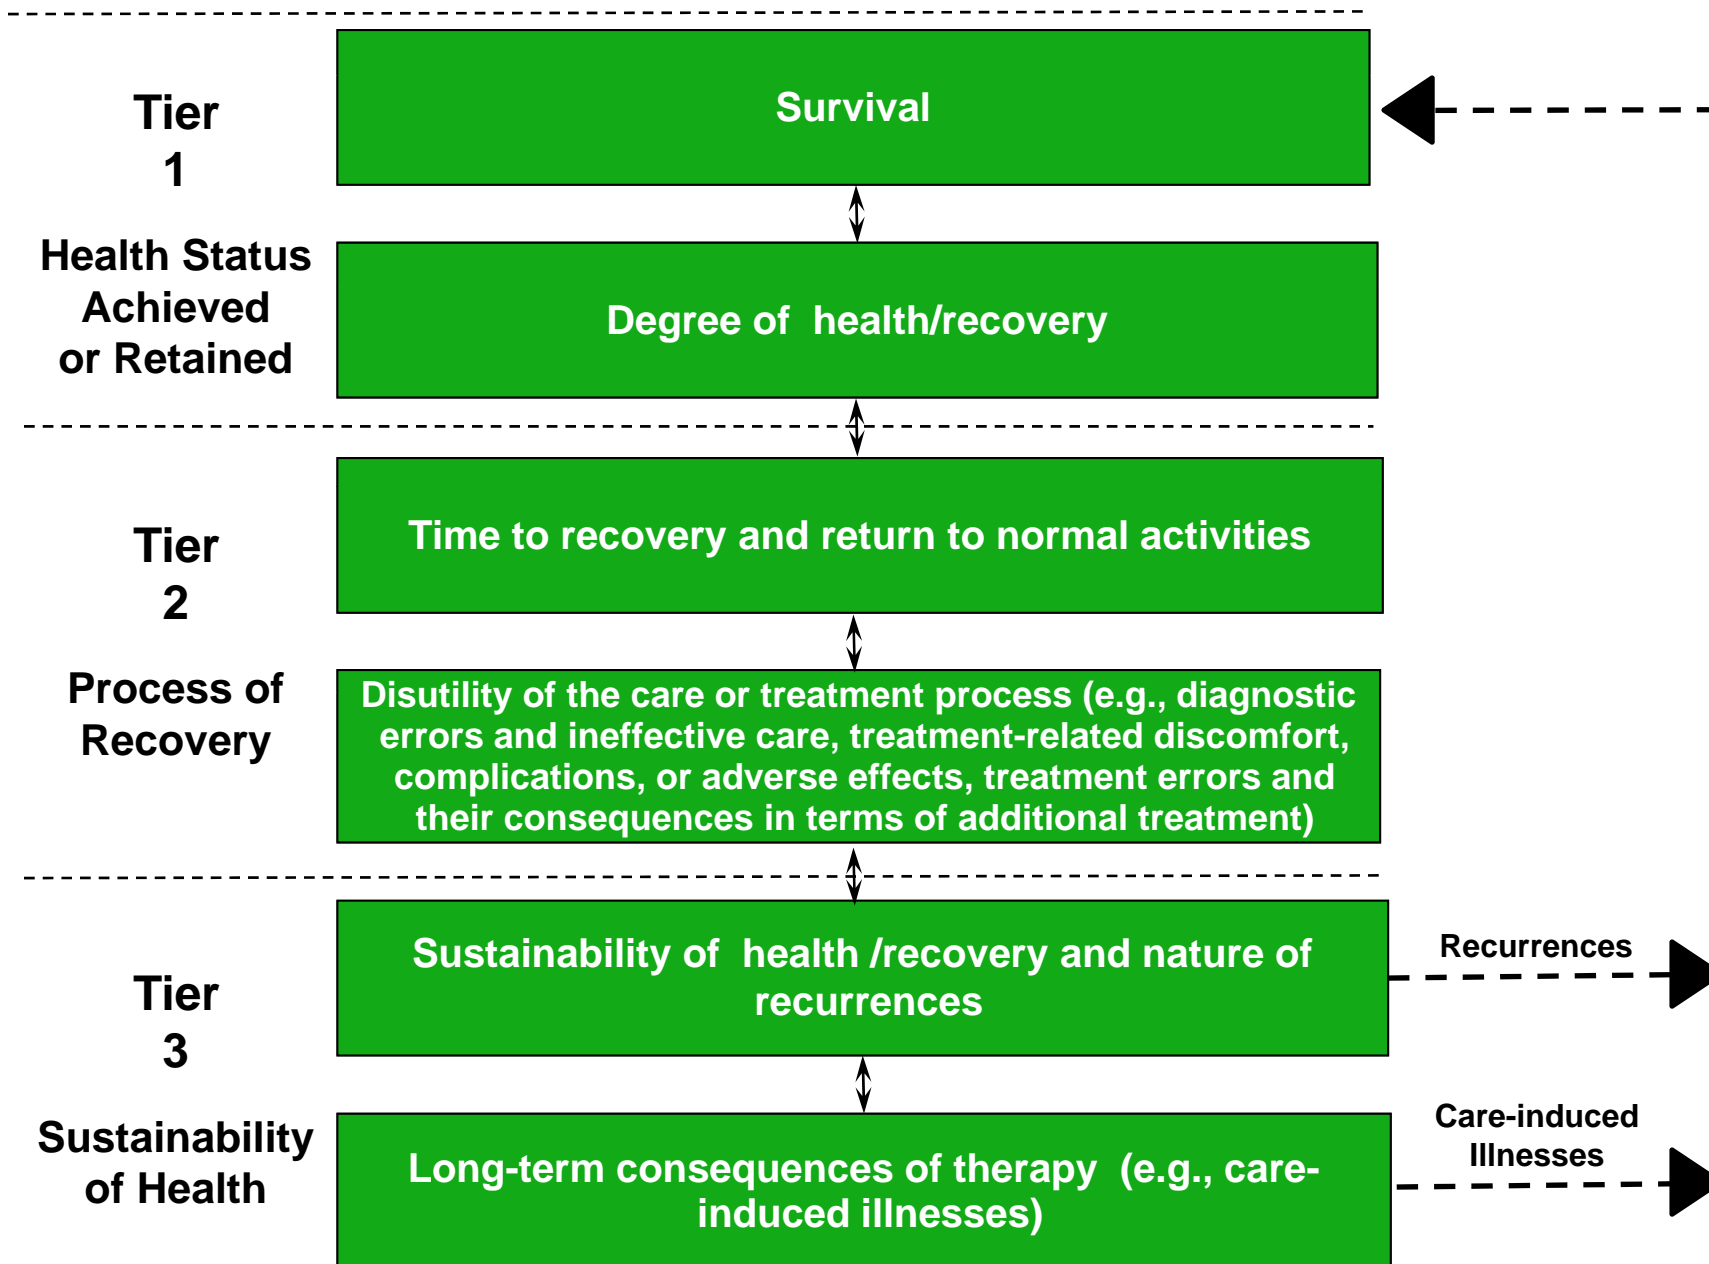 Tier
1
Survival
Health Status
Achieved
or Retained
Degree of health/recovery
Tier
2
Time to recovery and return to normal activities
Process of
Recovery
Disutility of the care or treatment process (e.g., diagnostic
errors and ineffective care, treatment-related discomfort,
complications, or adverse effects, treatment errors and
their consequences in terms of additional treatment)
Tier
3
Sustainability of health /recovery and nature of
recurrences
Recurrences
Sustainability
of Health
Long-term consequences of therapy (e.g., care-
induced illnesses)
Care-induced
Illnesses